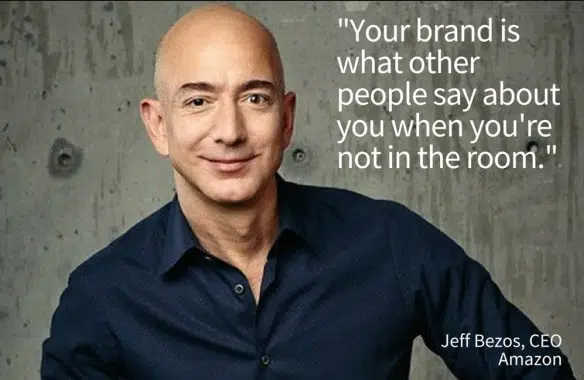 "Your brand is
what other
people say about
you when you're
not in the room."
Jeff Bezos, CEO
Amazon